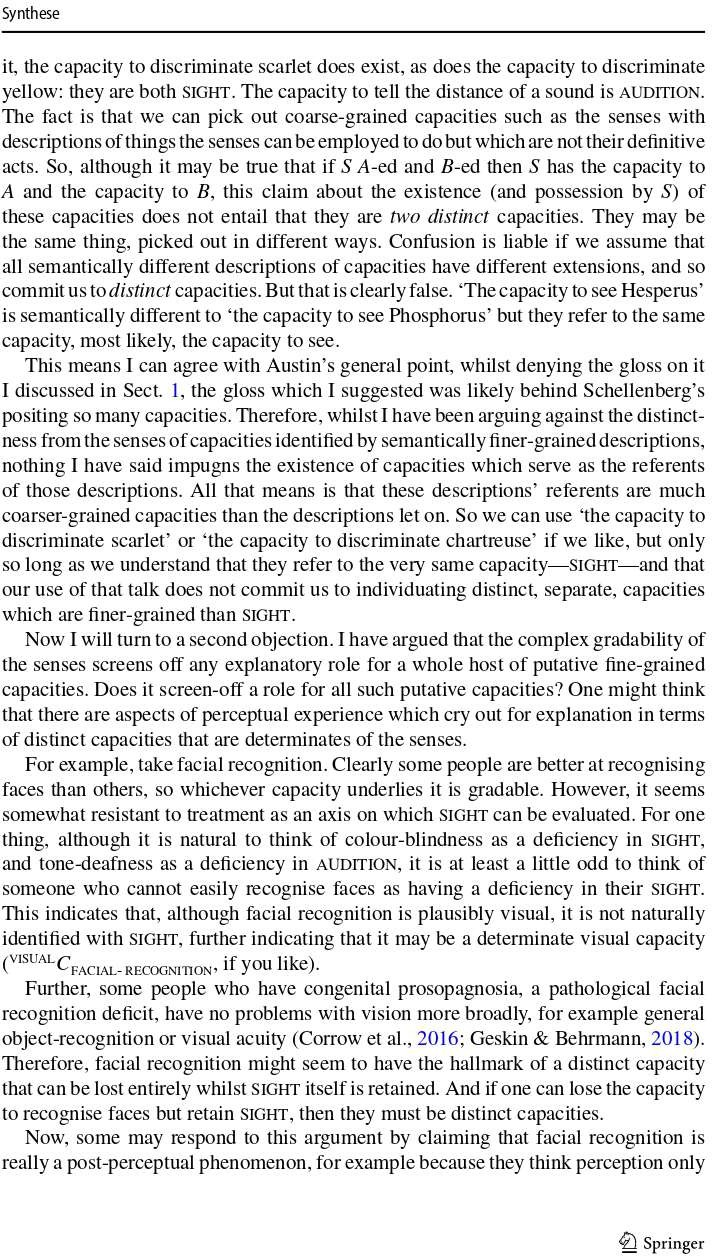 Synthese
it, the capacity to discriminate scarlet does exist, as does the capacity to discriminate
yellow: they are both SIGHT. The capacity to tell the distance of a sound is AUDITION.
The fact is that we can pick out coarse-grained capacities such as the senses with
descriptions of things the senses can be employed to do but which are not their definitive
acts. So, although it may be true that if S A-ed and B-ed then S has the capacity to
A and the capacity to B, this claim about the existence (and possession by S) of
these capacities does not entail that they are two distinct capacities. They may be
the same thing, picked out in different ways. Confusion is liable if we assume that
all semantically different descriptions of capacities have different extensions, and so
commit us to distinct capacities. But that is clearly false. ‘The capacity to see Hesperus’
is semantically different to ‘the capacity to see Phosphorus’ but they refer to the same
capacity, most likely, the capacity to see.
This means I can agree with Austin’s general point, whilst denying the gloss on it
I discussed in Sect. 1, the gloss which I suggested was likely behind Schellenberg’s
positing so many capacities. Therefore, whilst I have been arguing against the distinct-
ness from the senses of capacities identified by semantically finer-grained descriptions,
nothing I have said impugns the existence of capacities which serve as the referents
of those descriptions. All that means is that these descriptions’ referents are much
coarser-grained capacities than the descriptions let on. So we can use ‘the capacity to
discriminate scarlet’ or ‘the capacity to discriminate chartreuse’ if we like, but only
so long as we understand that they refer to the very same capacity—SIGHT—and that
our use of that talk does not commit us to individuating distinct, separate, capacities
which are finer-grained than SIGHT.
Now I will turn to a second objection. I have argued that the complex gradability of
the senses screens off any explanatory role for a whole host of putative fine-grained
capacities. Does it screen-off a role for all such putative capacities? One might think
that there are aspects of perceptual experience which cry out for explanation in terms
of distinct capacities that are determinates of the senses.
For example, take facial recognition. Clearly some people are better at recognising
faces than others, so whichever capacity underlies it is gradable. However, it seems
somewhat resistant to treatment as an axis on which SIGHT can be evaluated. For one
thing, although it is natural to think of colour-blindness as a deficiency in SIGHT,
and tone-deafness as a deficiency in AUDITION, it is at least a little odd to think of
someone who cannot easily recognise faces as having a deficiency in their SIGHT.
This indicates that, although facial recognition is plausibly visual, it is not naturally
identified with SIGHT, further indicating that it may be a determinate visual capacity
(VISUAL C FACIAL- RECOGNITION, if you like).
Further, some people who have congenital prosopagnosia, a pathological facial
recognition deficit, have no problems with vision more broadly, for example general
object-recognition or visual acuity (Corrow et al., 2016; Geskin & Behrmann, 2018).
Therefore, facial recognition might seem to have the hallmark of a distinct capacity
that can be lost entirely whilst SIGHT itself is retained. And if one can lose the capacity
to recognise faces but retain SIGHT, then they must be distinct capacities.
Now, some may respond to this argument by claiming that facial recognition is
really a post-perceptual phenomenon, for example because they think perception only
Springer